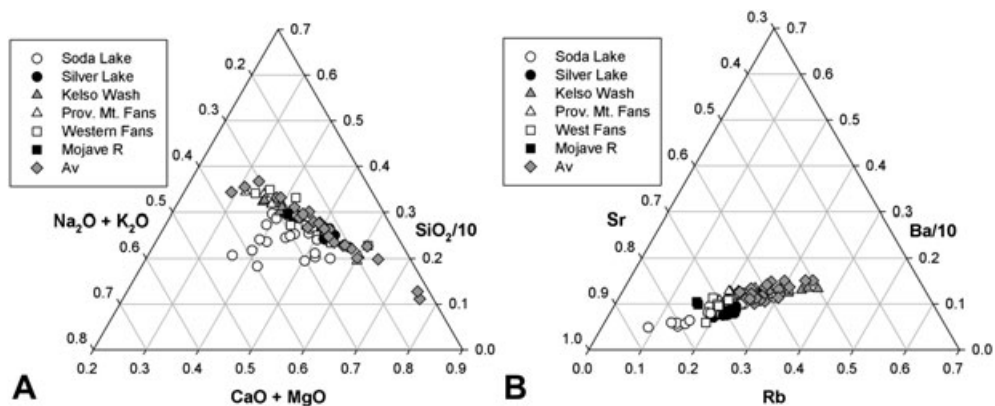 0.7
0.2
0.6
0.3
0.5
0.4
0.4
0.5
0.3
0.6
0.2
0.7
0.1
0.8
0.0
0.2 0.3 0.4 0.5 0.6 0.7 0.8 0.9
Soda Lake
Silver Lake
Kelso Wash
Prov. Mt. Fans
Western Fans
Mojave R
Av
Na₂O + K₂O
SiO₂/10
CaO + MgO
A
0.3
0.7
0.4
0.6
0.5
0.5
0.6
0.4
0.7
0.3
0.8
0.2
0.9
0.1
1.0
0.0
0.0 0.1 0.2 0.3 0.4 0.5 0.6 0.7
Soda Lake
Silver Lake
Kelso Wash
Prov. Mt. Fans
West Fans
Mojave R
Av
Sr
Ba/10
Rb
B